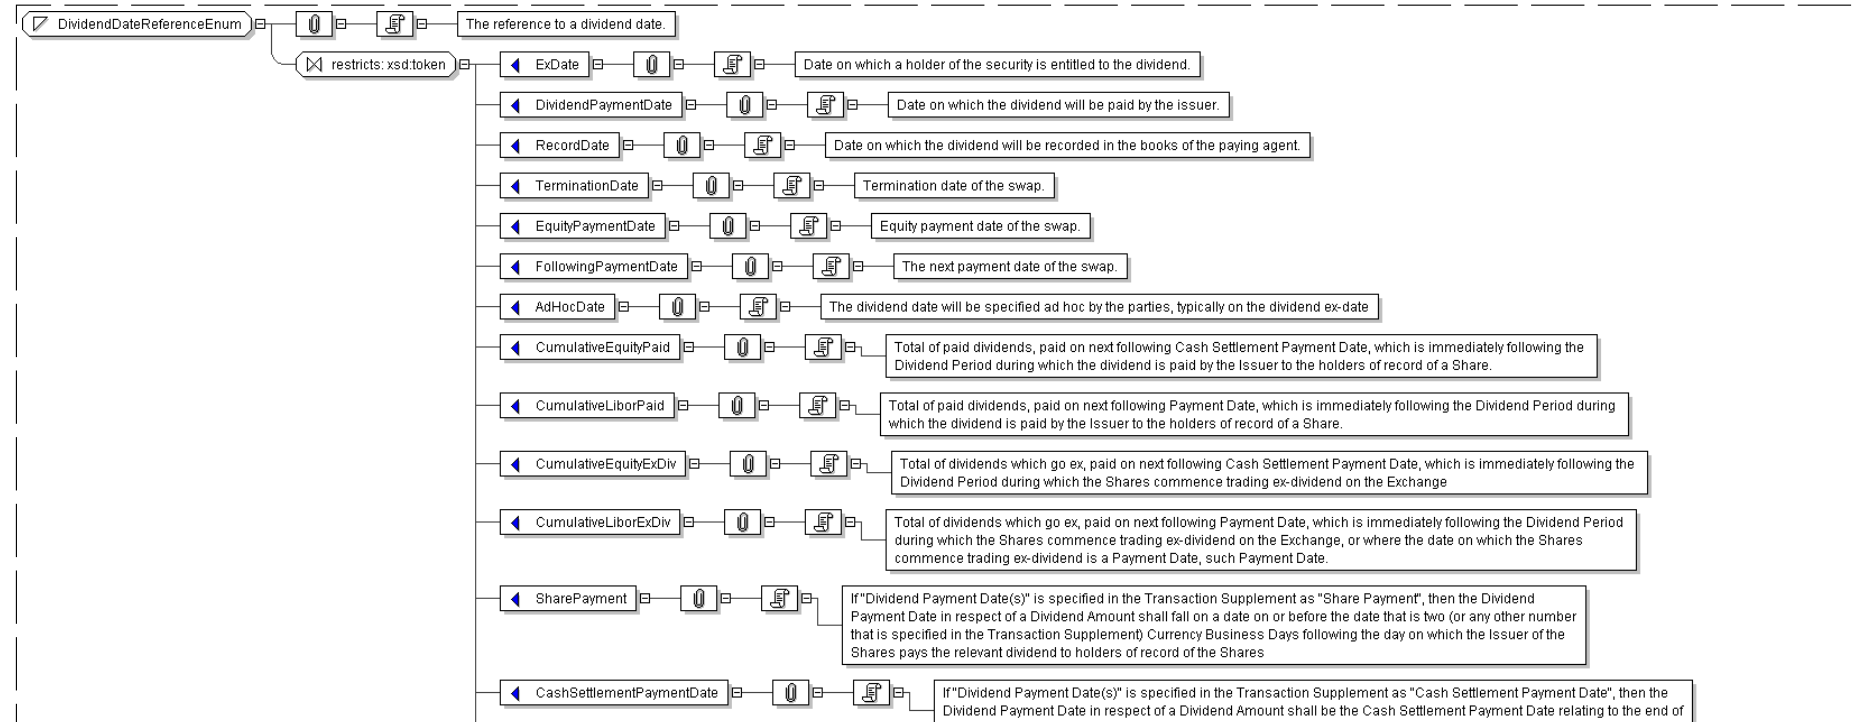 DividendDateReferenceEnum
The reference to a dividend date.
restricts: xsd:token
ExDate
Date on which a holder of the security is entitled to the dividend.
DividendPaymentDate
Date on which the dividend will be paid by the issuer.
RecordDate
Date on which the dividend will be recorded in the books of the paying agent.
TerminationDate
Termination date of the swap.
EquityPaymentDate
Equity payment date of the swap.
FollowingPaymentDate
The next payment date of the swap.
AdHocDate
The dividend date will be specified ad hoc by the parties, typically on the dividend ex-date
CumulativeEquityPaid
Total of paid dividends, paid on next following Cash Settlement Payment Date, which is immediately following the
Dividend Period during which the dividend is paid by the Issuer to the holders of record of a Share.
CumulativeLiborPaid
Total of paid dividends, paid on next following Payment Date, which is immediately following the Dividend Period during
which the dividend is paid by the Issuer to the holders of record of a Share.
CumulativeEquityExDiv
Total of dividends which go ex, paid on next following Cash Settlement Payment Date, which is immediately following the
Dividend Period during which the Shares commence trading ex-dividend on the Exchange
CumulativeLiborExDiv
Total of dividends which go ex, paid on next following Payment Date, which is immediately following the Dividend Period
during which the Shares commence trading ex-dividend on the Exchange, or where the date on which the Shares
commence trading ex-dividend is a Payment Date, such Payment Date.
SharePayment
If "Dividend Payment Date(s)" is specified in the Transaction Supplement as "Share Payment", then the Dividend
Payment Date in respect of a Dividend Amount shall fall on a date on or before the date that is two (or any other number
that is specified in the Transaction Supplement) Currency Business Days following the day on which the Issuer of the
Shares pays the relevant dividend to holders of record of the Shares
CashSettlementPaymentDate
If "Dividend Payment Date(s)" is specified in the Transaction Supplement as "Cash Settlement Payment Date", then the
Dividend Payment Date in respect of a Dividend Amount shall be the Cash Settlement Payment Date relating to the end of